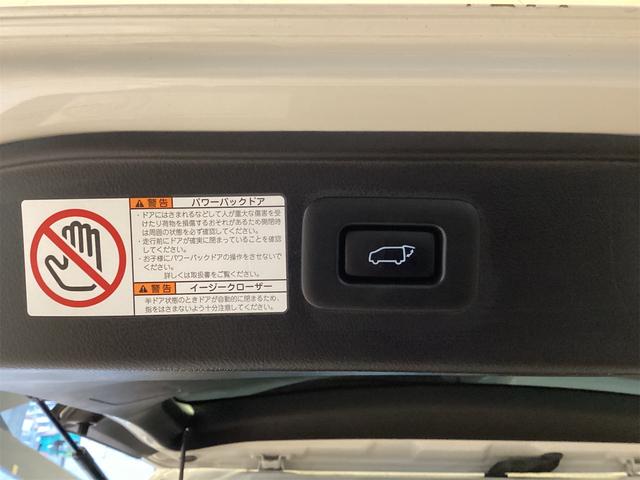 警告 パワーバックドア
・ドアにはさまれるなどして人が重大な傷害を受
けたり荷物を損傷するおそれがあるため開閉時
は周囲の状態を必ず確認してください。
・走行前にドアが確実に閉まっていることを確認
してください。
・お子様にパワーバックドアの操作をさせないで
ください。
詳しくは取扱書をご覧ください。
警告 イージークローザー
半ドア状態のときドアが自動的に閉まるため、
指をはさまないよう十分注意してください。